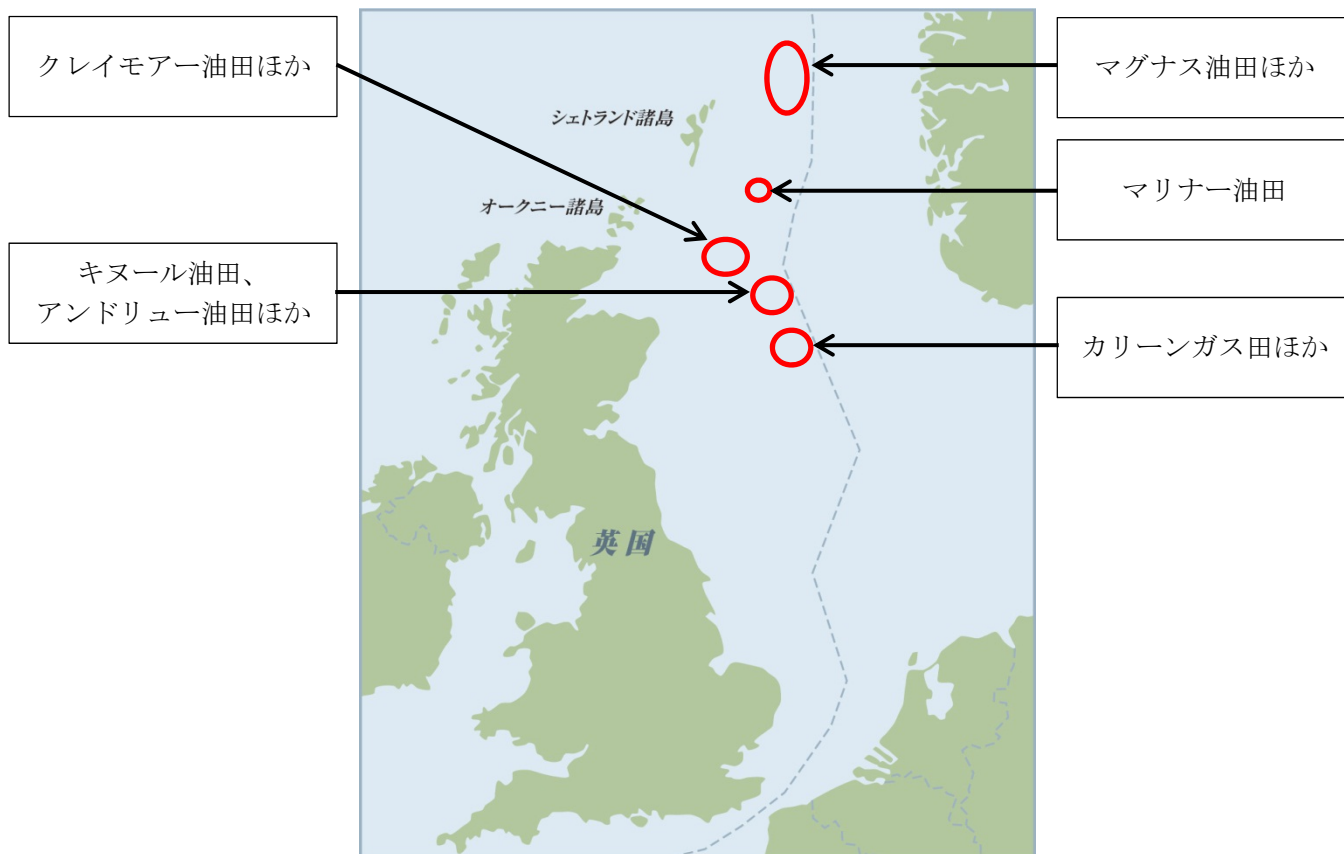 クレイモアー油田ほか
マグナス油田ほか
シェトランド諸島
マリナー油田
オークニー諸島
キヌール油田、
アンドリュー油田ほか
カリーンガス田ほか
英国